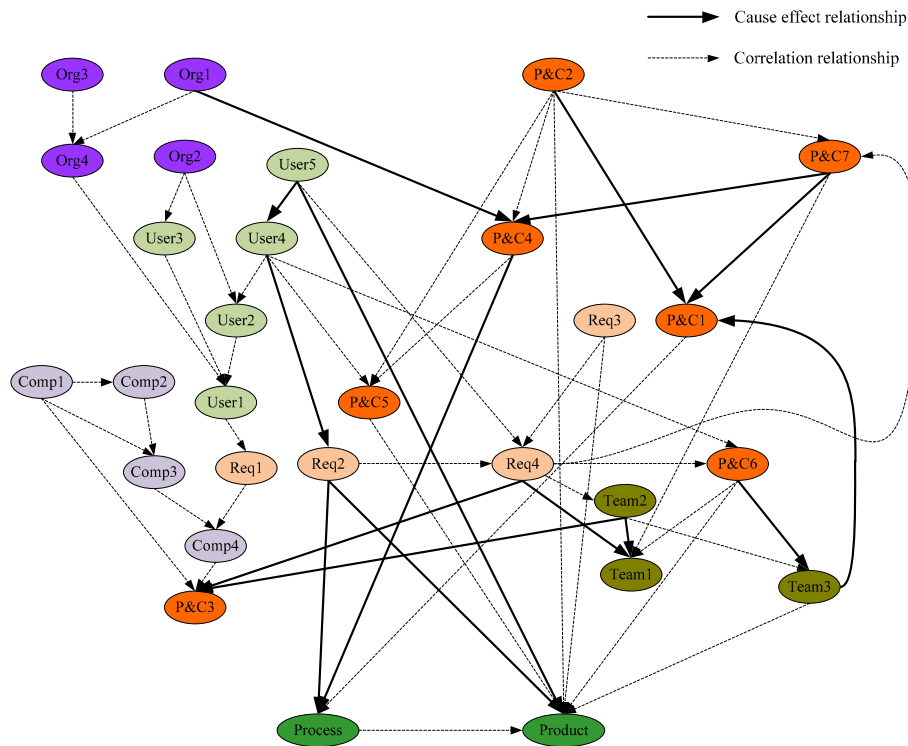 Cause effect relationship
Correlation relationship
Org3
Org1
P&C2
Org4
Org2
User5
P&C7
User3
User4
P&C4
User2
Req3
P&C1
Comp1
Comp2
User1
P&C5
Comp3
Req1
Req2
Req4
P&C6
Team2
Comp4
Team1
Team3
P&C3
Process
Product